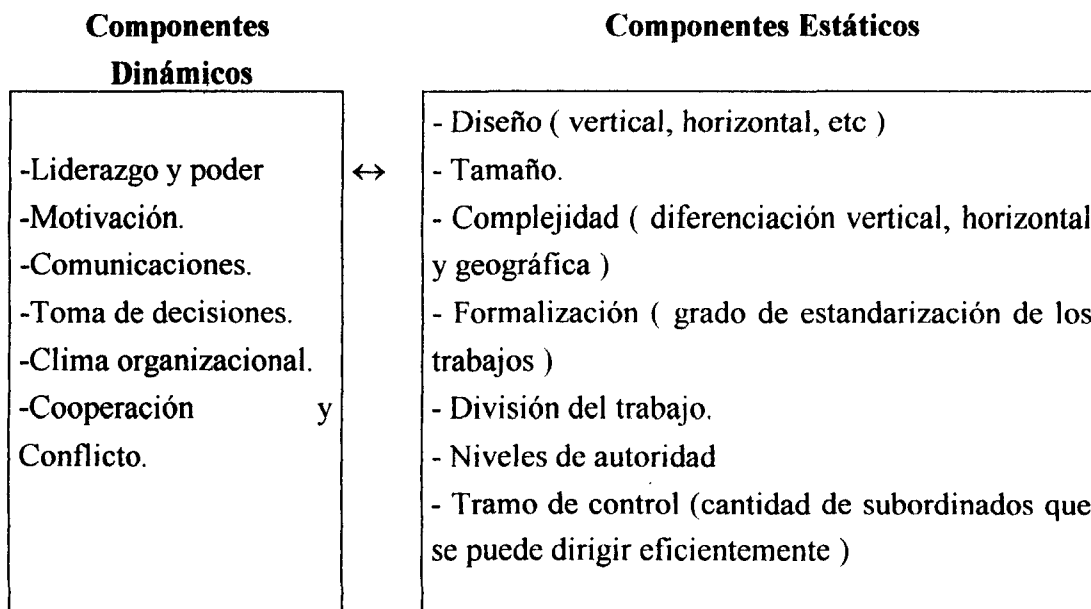 Componentes
Dinámicos
-Liderazgo y poder
-Motivación.
-Comunicaciones.
-Toma de decisiones.
-Clima organizacional.
-Cooperación y
Conflicto.
↔
Componentes Estáticos
- Diseño ( vertical, horizontal, etc )
- Tamaño.
- Complejidad ( diferenciación vertical, horizontal
y geográfica )
- Formalización ( grado de estandarización de los
trabajos )
- División del trabajo.
- Niveles de autoridad
- Tramo de control (cantidad de subordinados que
se puede dirigir eficientemente )